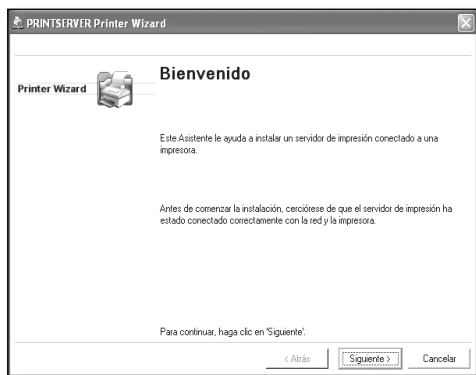 PRINTSERVER Printer Wizard
Printer Wizard
Bienvenido
Este Asistente le ayuda a instalar un servidor de impresión conectado a una
impresora.
Antes de comenzar la instalación, cerciórese de que el servidor de impresión ha
estado conectado correctamente con la red y la impresora.
Para continuar, haga clic en 'Siguiente'.
< Atrás
Siguiente >
Cancelar